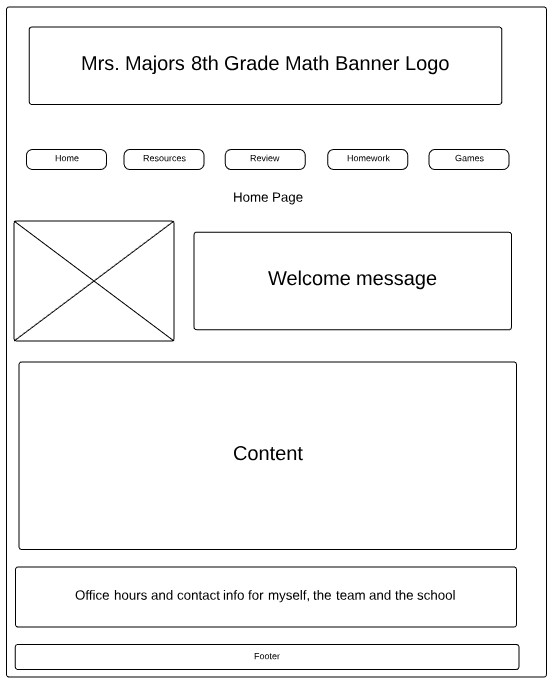 Mrs. Majors 8th Grade Math Banner Logo
Home
Resources
Review
Homework
Games
Home Page
Welcome message
Content
Office hours and contact info for myself, the team and the school
Footer